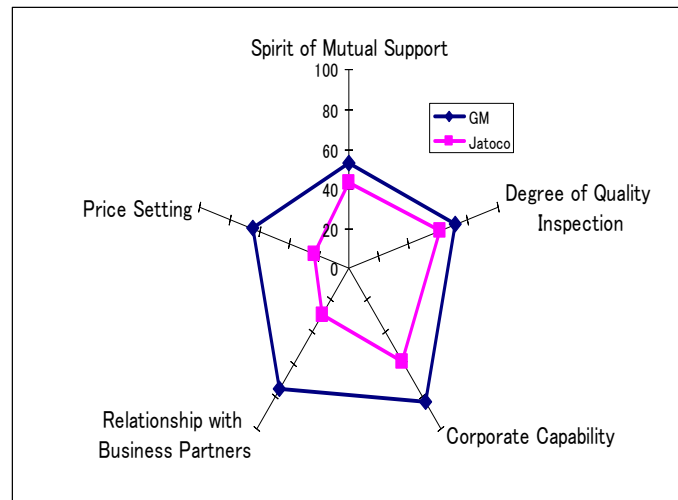 Spirit of Mutual Support
100
80
60
40
20
0
GM
Jatoco
Degree of Quality
Inspection
Price Setting
Relationship with
Business Partners
Corporate Capability